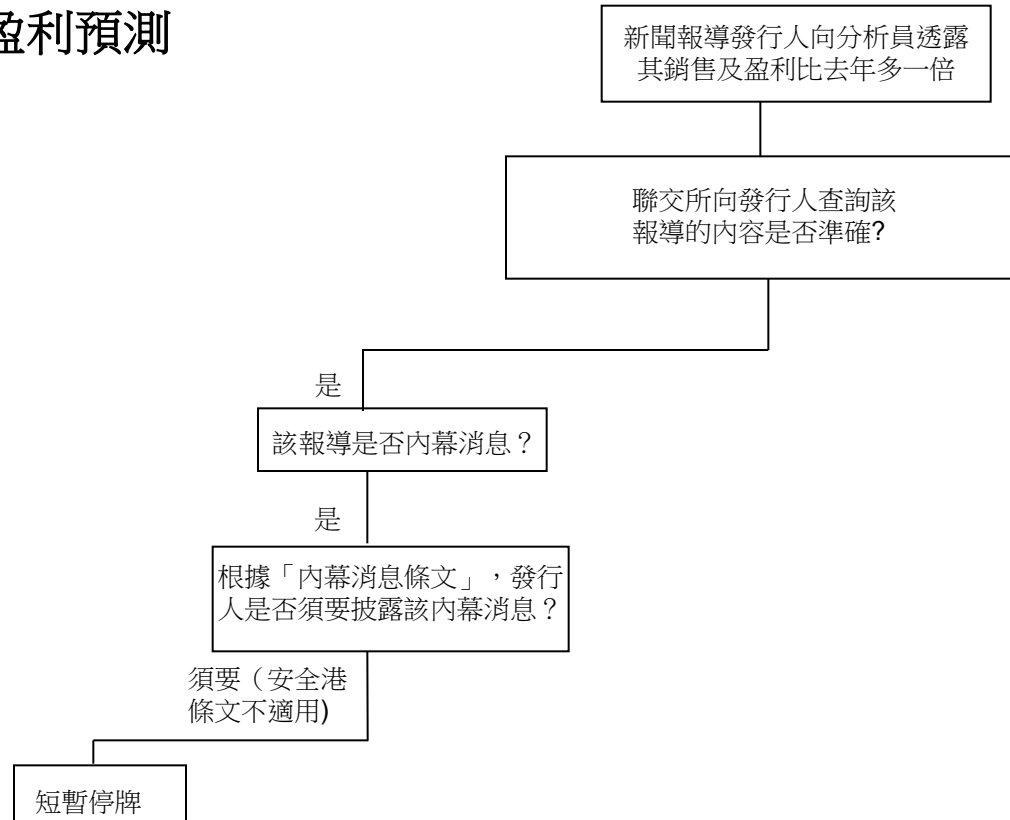 盈利預測
新聞報導發行人向分析員透露
其銷售及盈利比去年多一倍
聯交所向發行人查詢該
報導的內容是否準確?
是
該報導是否內幕消息？
是
根據「內幕消息條文」，發行
人是否須要披露該內幕消息？
須要（安全港
條文不適用)
短暫停牌